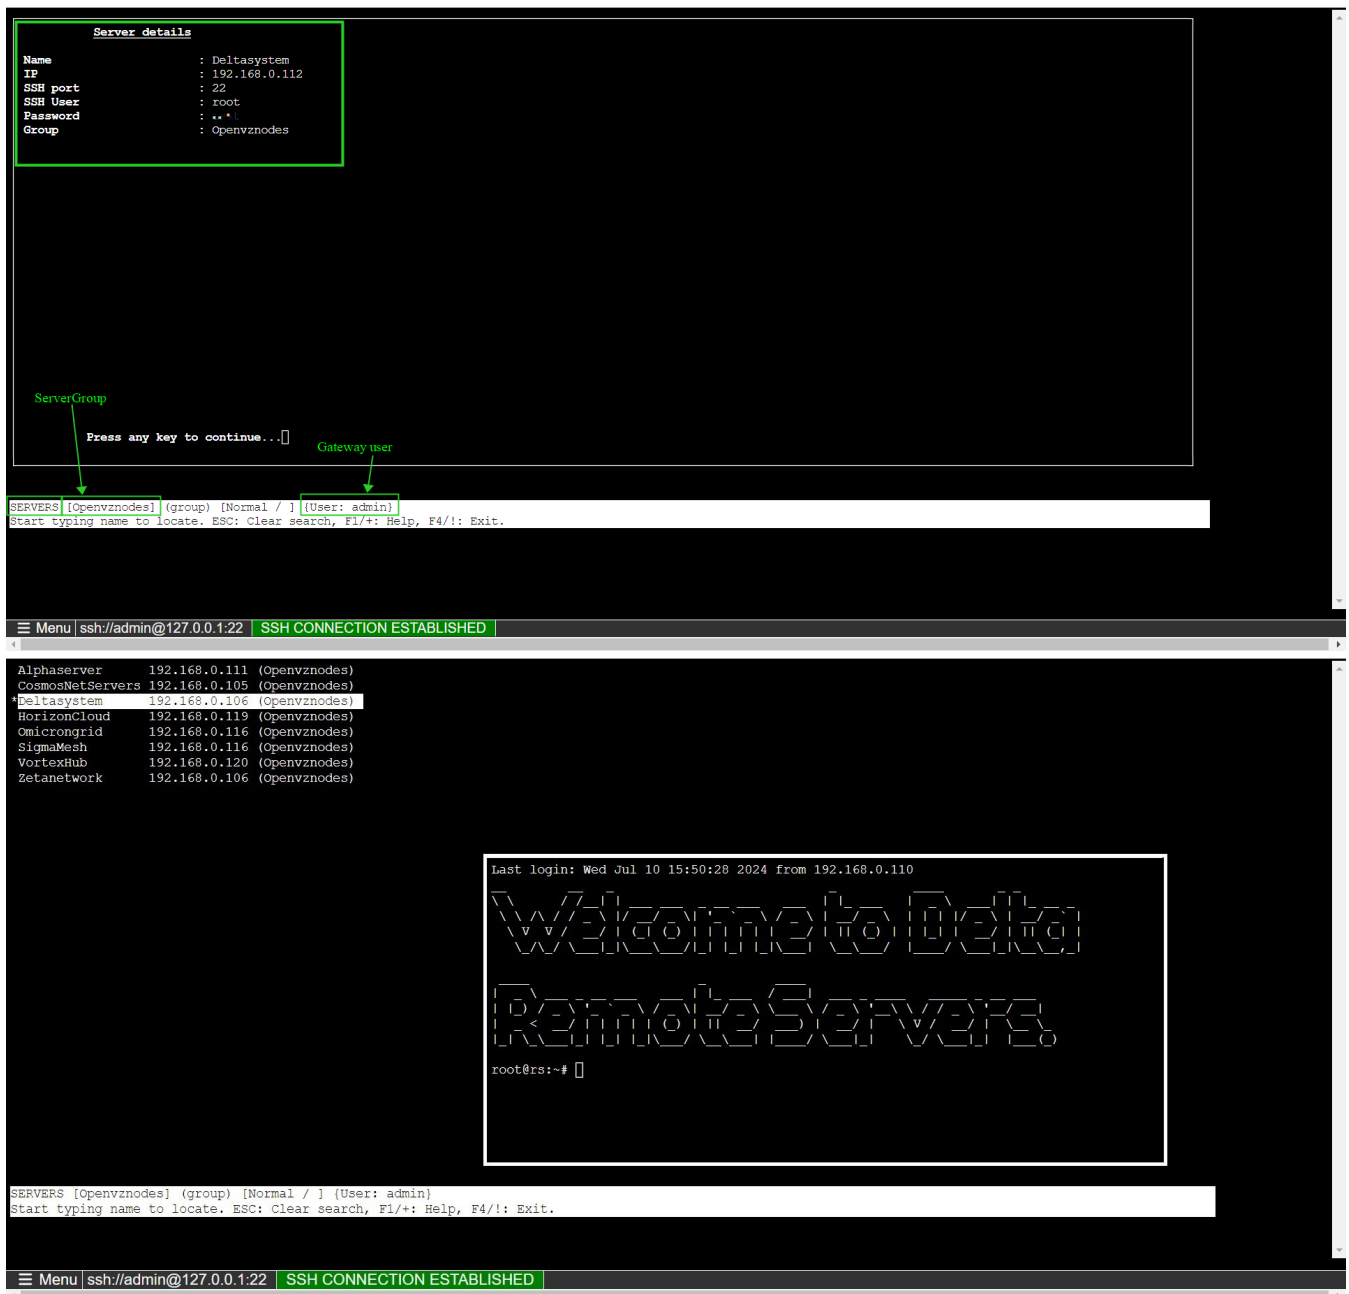 Server details
Name : Deltasystem
IP : 192.168.0.112
SSH port : 22
SSH User : root
Password :
Group : Openvznodes
ServerGroup
Press any key to continue...
Gateway user
SERVERS [Openvznodes] (group) [Normal / ] {User: admin}
Start typing name to locate. ESC: Clear search, F1/+: Help, F4/!: Exit.
☰ Menu ssh://admin@127.0.0.1:22 SSH CONNECTION ESTABLISHED
Alphaserver 192.168.0.111 (Openvznodes)
CosmosNetServers 192.168.0.105 (Openvznodes)
*Deltasystem 192.168.0.106 (Openvznodes)
HorizonCloud 192.168.0.119 (Openvznodes)
Omicrongrid 192.168.0.116 (Openvznodes)
SigmaMesh 192.168.0.116 (Openvznodes)
VortexHub 192.168.0.120 (Openvznodes)
Zetanetwork 192.168.0.106 (Openvznodes)
Last login: Wed Jul 10 15:50:28 2024 from 192.168.0.110
Welcome to Delta
Remote Servers.
root@rs:~#
SERVERS [Openvznodes] (group) [Normal / ] {User: admin}
Start typing name to locate. ESC: Clear search, F1/+: Help, F4/!: Exit.
☰ Menu ssh://admin@127.0.0.1:22 SSH CONNECTION ESTABLISHED